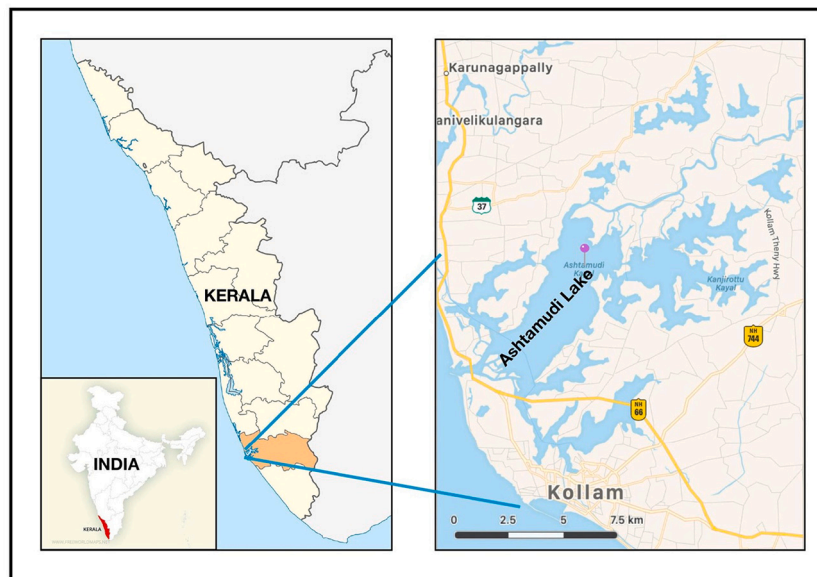 KERALA
INDIA
KERALA
Karunagappally
anivelikulangara
37
Ashtamudi
Ashtamudi Lake
Kanjirottu
Kayal
Kollam Theny Hwy
NH
744
NH
66
Kollam
0 2.5 5 7.5 km